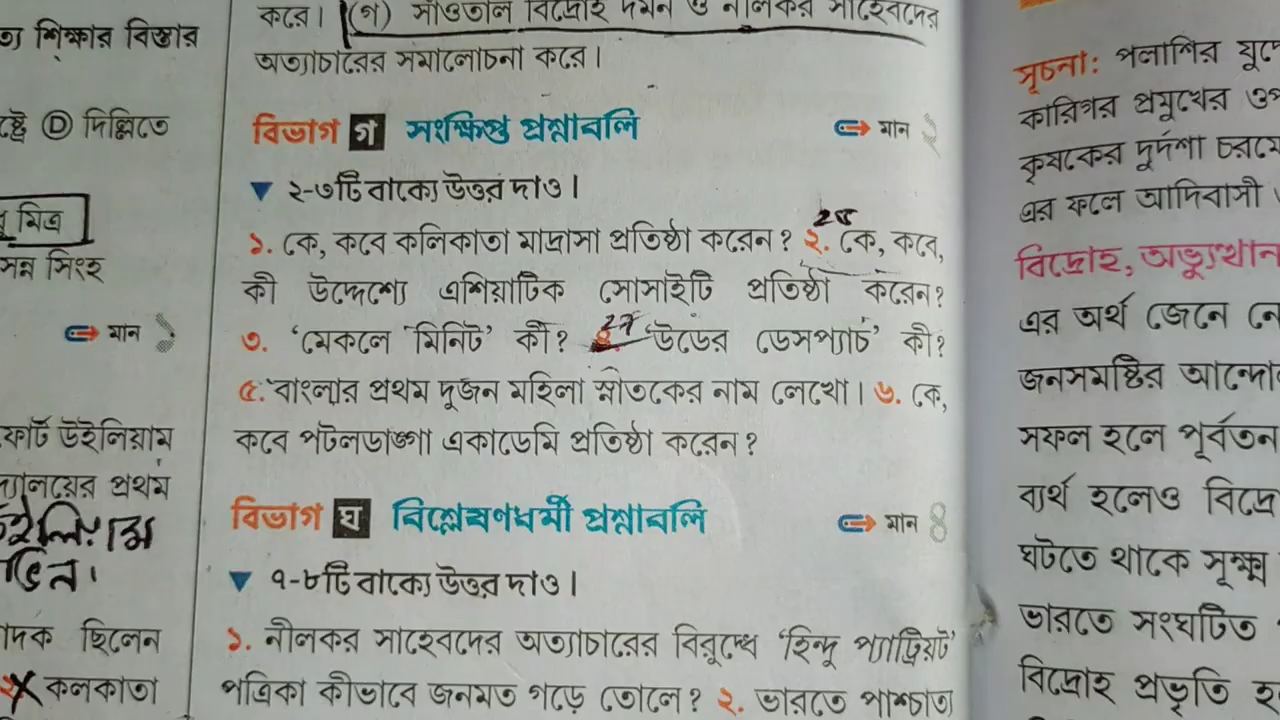 ত্য শিক্ষার বিস্তার
ষ্ট্রে Ⓓ দিল্লিতে
মিত্র
সন্ন সিংহ
মান
ফোর্ট উইলিয়াম
দ্যালয়ের প্রথম
দক ছিলেন
কলকাতা
করে। (গ) সাঁওতাল বিদ্রোহ দমন ও নীলকর সাহেবদের
অত্যাচারের সমালোচনা করে।
বিভাগ গ সংক্ষিপ্ত প্রশ্নাবলি মান ২
▼ ২-৩টি বাক্যে উত্তর দাও।
১. কে, কবে কলিকাতা মাদ্রাসা প্রতিষ্ঠা করেন? ২. কে, কবে,
কী উদ্দেশ্যে এশিয়াটিক সোসাইটি প্রতিষ্ঠা করেন?
৩. ‘মেকলে মিনিট’ কী? ৪. ‘উডের ডেসপ্যাচ’ কী?
৫. বাংলার প্রথম দুজন মহিলা স্নাতকের নাম লেখো। ৬. কে,
কবে পটলডাঙ্গা একাডেমি প্রতিষ্ঠা করেন?
বিভাগ ঘ বিশ্লেষণধর্মী প্রশ্নাবলি মান ৪
▼ ৭-৮টি বাক্যে উত্তর দাও।
১. নীলকর সাহেবদের অত্যাচারের বিরুদ্ধে ‘হিন্দু প্যাট্রিয়ট’
পত্রিকা কীভাবে জনমত গড়ে তোলে? ২. ভারতে পাশ্চাত্য
সূচনা: পলাশির যুদ্ধে
কারিগর প্রমুখের ওপ
কৃষকের দুর্দশা চরমে
এর ফলে আদিবাসী
বিদ্রোহ, অভ্যুত্থান
এর অর্থ জেনে নে
জনসমষ্টির আন্দো
সফল হলে পূর্বতন
ব্যর্থ হলেও বিদ্রো
ঘটতে থাকে সূক্ষ্ম
ভারতে সংঘটিত
বিদ্রোহ প্রভৃতি হ